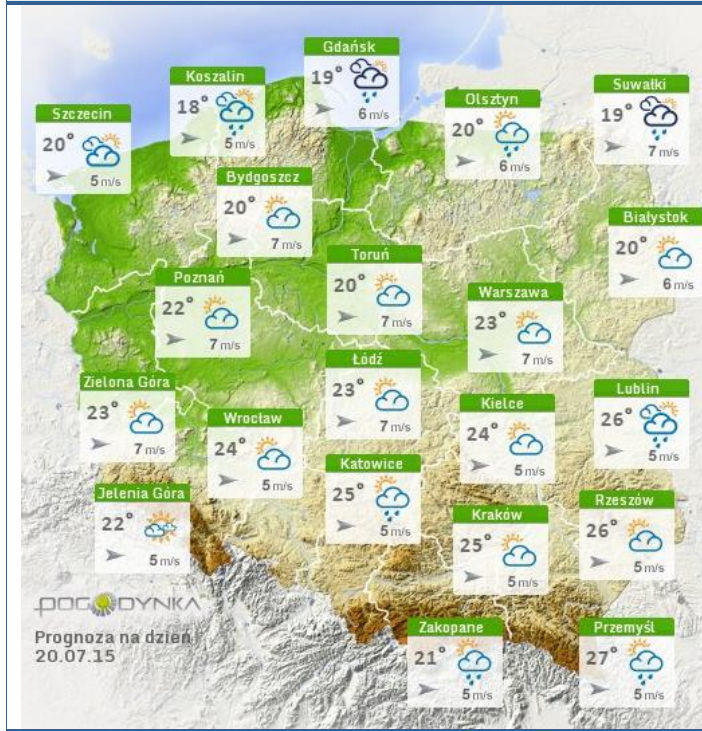 Gdańsk
19°
6 m/s
Koszalin
18°
5 m/s
Suwałki
19°
7 m/s
Olsztyn
20°
6 m/s
Szczecin
20°
5 m/s
Bydgoszcz
20°
7 m/s
Białystok
20°
6 m/s
Toruń
20°
7 m/s
Poznań
22°
7 m/s
Warszawa
23°
7 m/s
Łódź
23°
7 m/s
Zielona Góra
23°
7 m/s
Lublin
26°
5 m/s
Kielce
24°
5 m/s
Wrocław
24°
5 m/s
Katowice
25°
5 m/s
Jelenia Góra
22°
5 m/s
Rzeszów
26°
5 m/s
Kraków
25°
5 m/s
POGODYNKA
Prognoza na dzień
20.07.15
Zakopane
21°
5 m/s
Przemyśl
27°
5 m/s